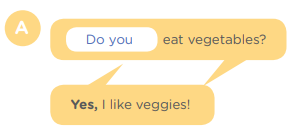 A
Do you eat vegetables?
Yes, I like veggies!